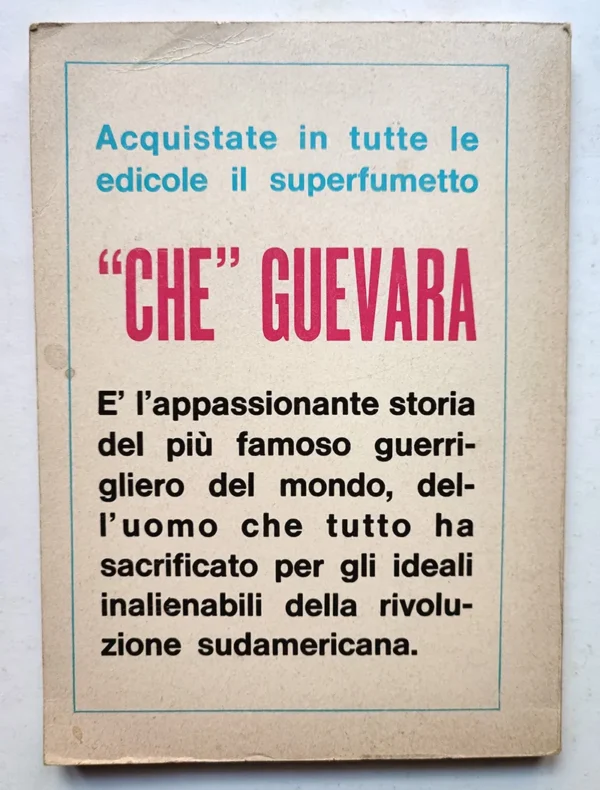 Acquistate in tutte le
edicole il superfumetto
“CHE” GUEVARA
E' l'appassionante storia
del più famoso guerri-
gliero del mondo, del-
l'uomo che tutto ha
sacrificato per gli ideali
inalienabili della rivolu-
zione sudamericana.